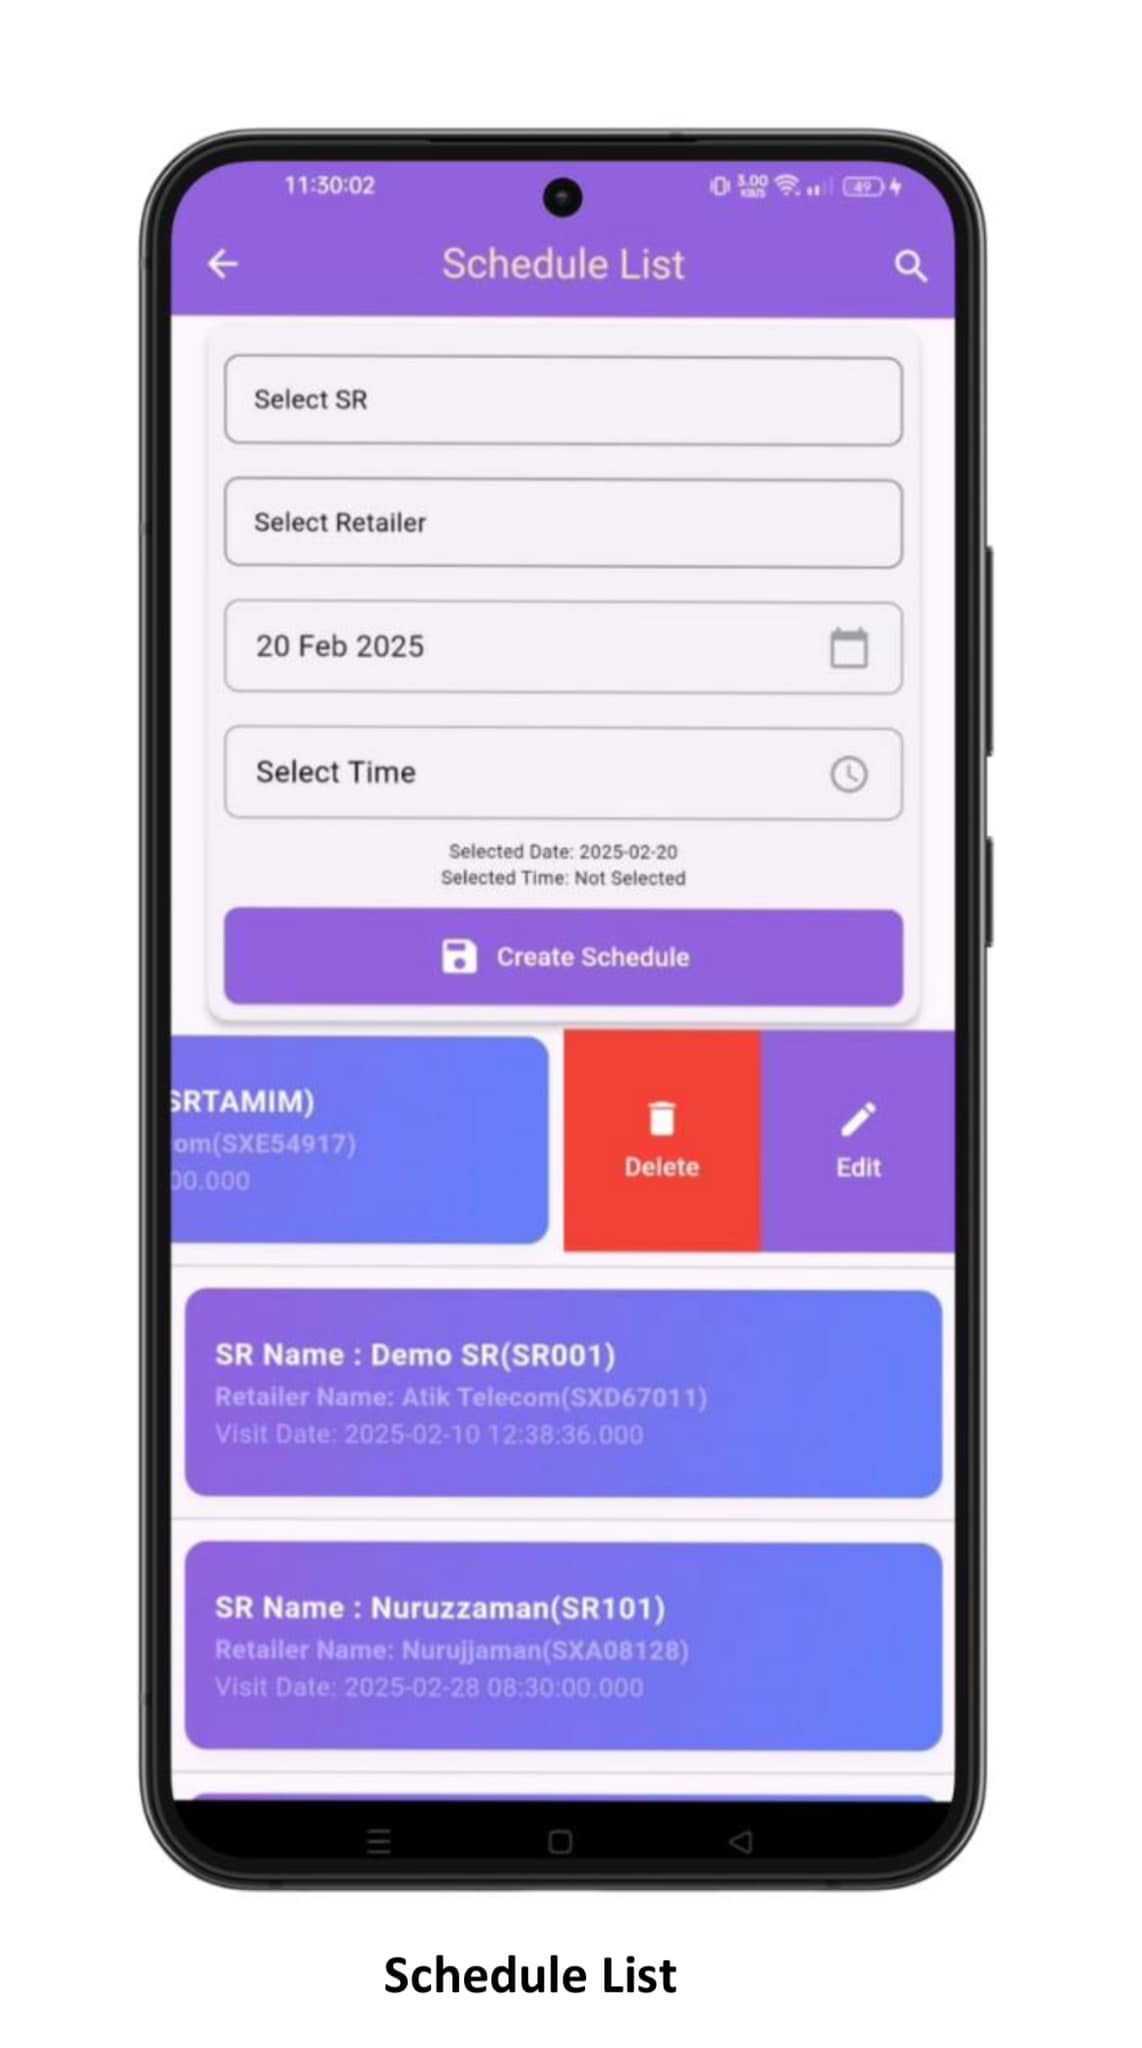 11:30:02
3.00
KB/S
49
Schedule List
Select SR
Select Retailer
20 Feb 2025
Select Time
Selected Date: 2025-02-20
Selected Time: Not Selected
Create Schedule
SRTAMIM)
om(SXE54917)
00.000
Delete
Edit
SR Name : Demo SR(SR001)
Retailer Name: Atik Telecom(SXD67011)
Visit Date: 2025-02-10 12:38:36.000
SR Name : Nuruzzaman(SR101)
Retailer Name: Nurujjaman(SXA08128)
Visit Date: 2025-02-28 08:30:00.000
Schedule List